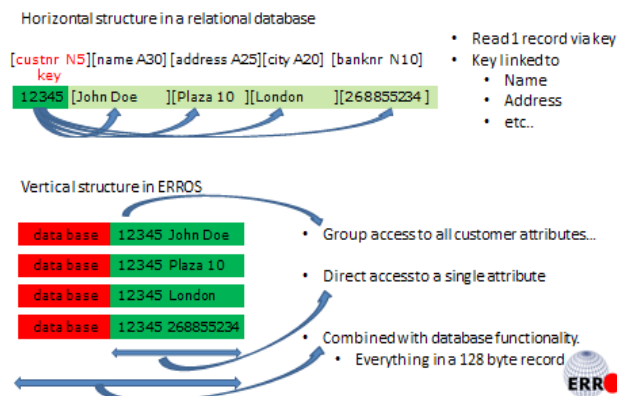 Horizontal structure in a relational database
[custnr N5][name A30] [address A25] [city A20] [banknr N10]
key
12345 [John Doe ][Plaza 10 ][London ][268855234 ]
• Read 1 record via key
• Key linked to
• Name
• Address
• etc..
Vertical structure in ERROS
data base 12345 John Doe
data base 12345 Plaza 10
data base 12345 London
data base 12345 268855234
• Group access to all customer attributes...
• Direct access to a single attribute
• Combined with database functionality.
• Everything in a 128 byte record
ERR